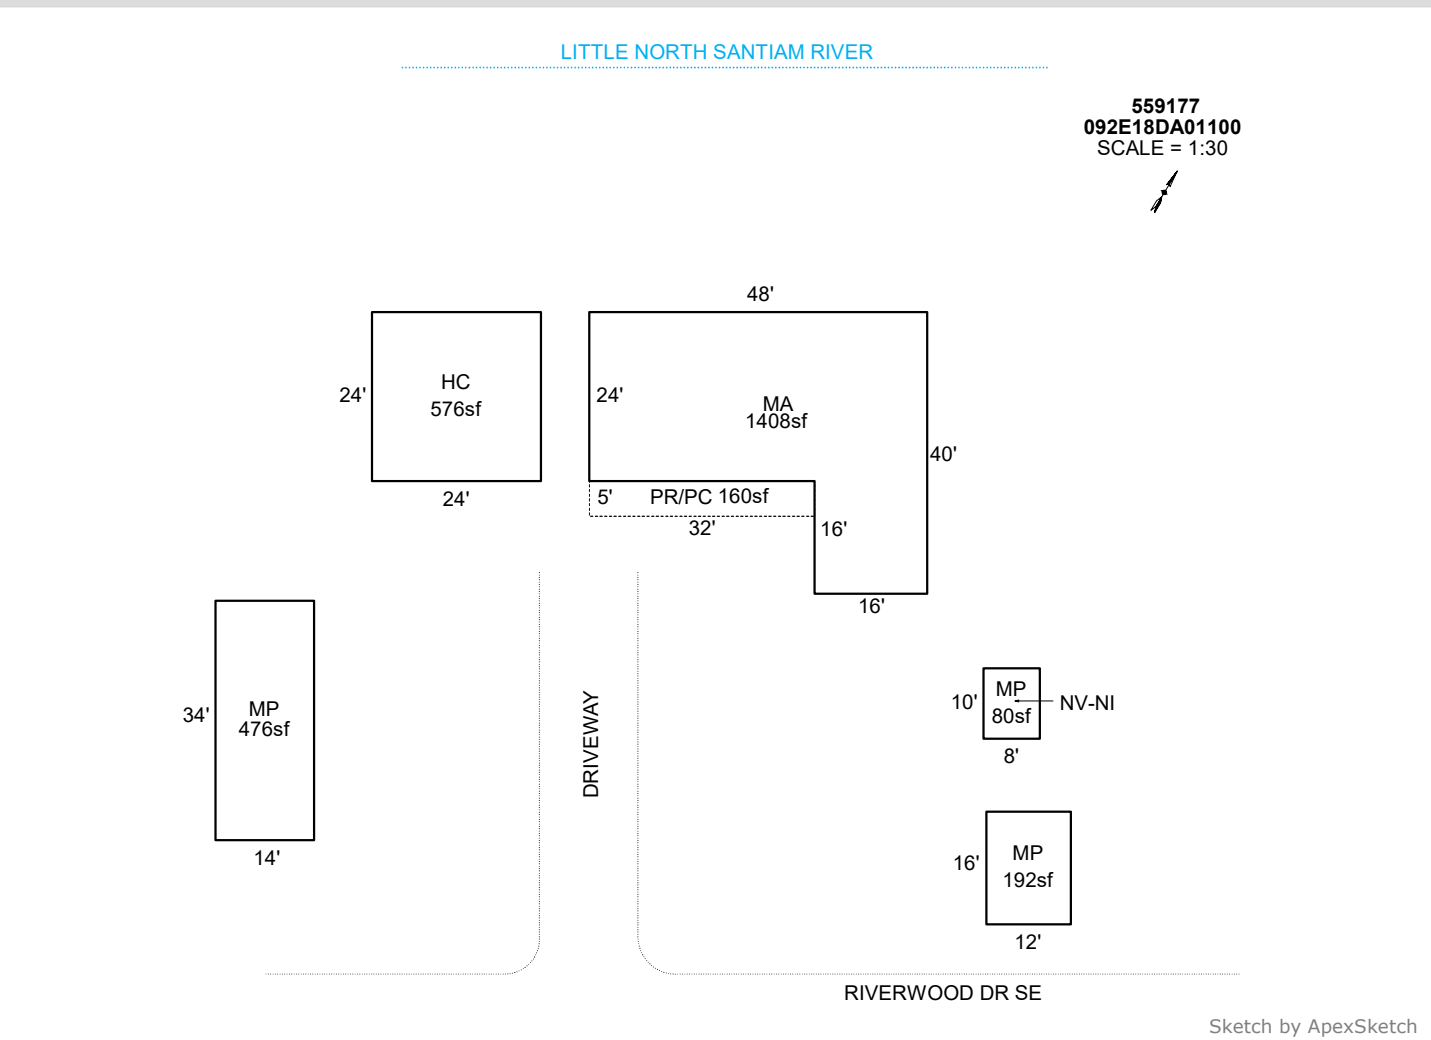 LITTLE NORTH SANTIAM RIVER
559177
092E18DA01100
SCALE = 1:30
48'
24'
HC
576sf
24'
24'
MA
1408sf
40'
5'
PR/PC 160sf
32'
16'
16'
34'
MP
476sf
14'
DRIVEWAY
10'
MP
80sf
NV-NI
8'
16'
MP
192sf
12'
RIVERWOOD DR SE
Sketch by ApexSketch